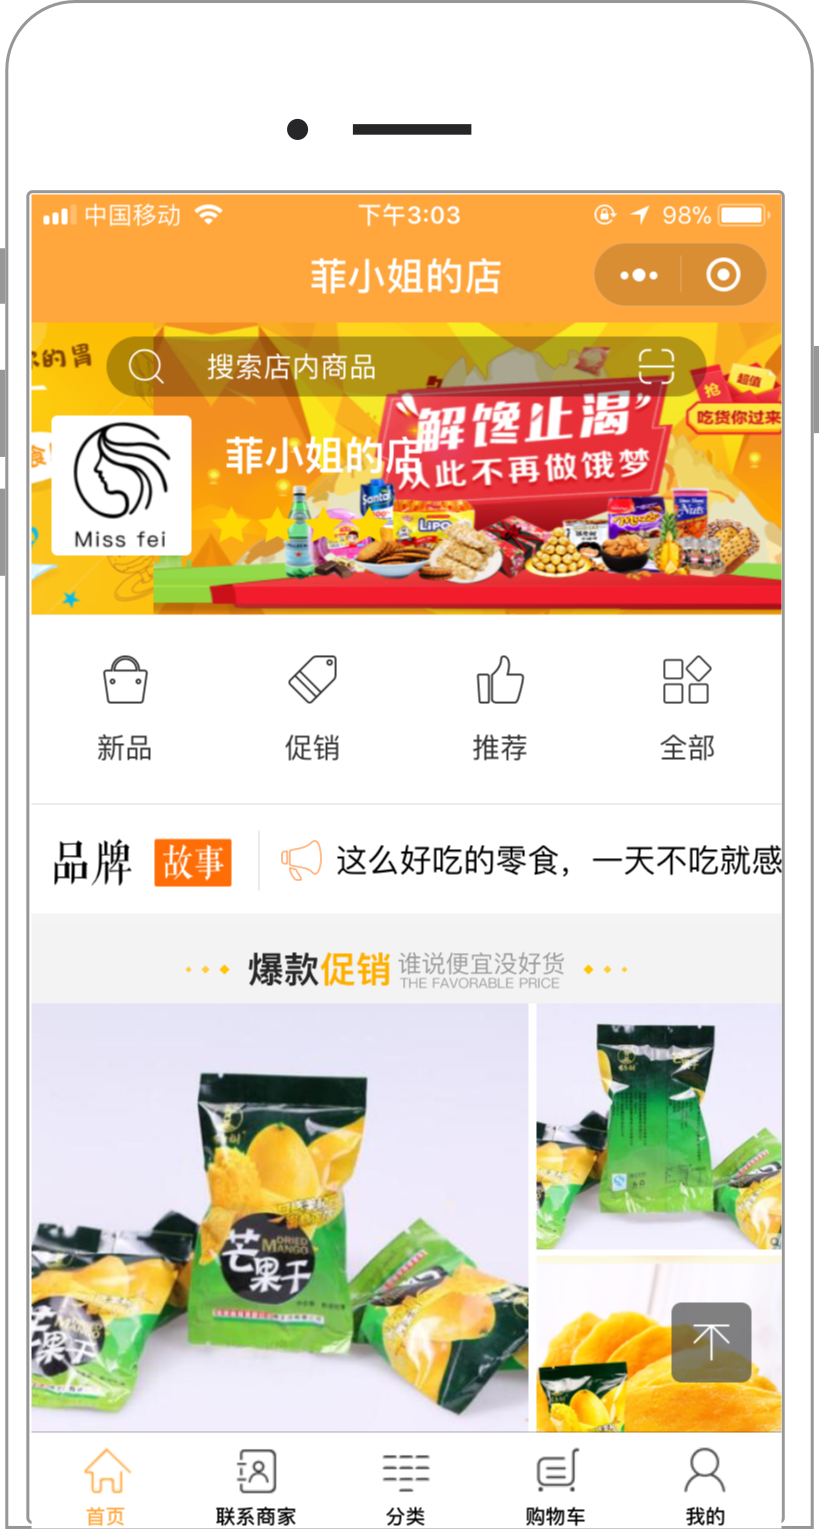 中国移动
下午3:03
98%
菲小姐的店
搜索店内商品
的胃
解馋止渴
从此不再做饿梦
抢
超值
吃货你过来
食
菲小姐的店
Miss fei
新品
促销
推荐
全部
品牌
故事
这么好吃的零食，一天不吃就感
爆款促销
谁说便宜没好货
THE FAVORABLE PRICE
DRIED
MANGO
芒果干
首页
联系商家
分类
购物车
我的